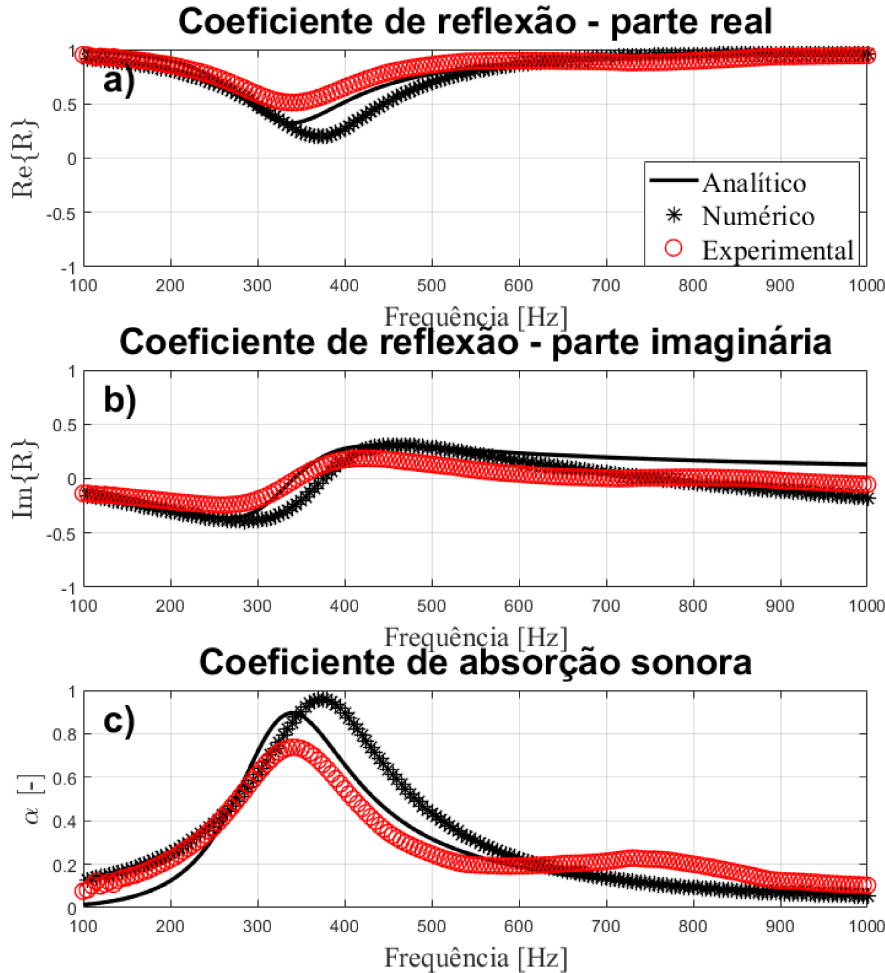 Coeficiente de reflexão - parte real
a)
1
0.5
0
-0.5
-1
Re{R}
Analítico
Numérico
Experimental
100 200 300 400 500 600 700 800 900 1000
Frequência [Hz]
Coeficiente de reflexão - parte imaginária
b)
1
0.5
0
-0.5
-1
Im{R}
100 200 300 400 500 600 700 800 900 1000
Frequência [Hz]
Coeficiente de absorção sonora
c)
1
0.8
0.6
0.4
0.2
0
α [-]
100 200 300 400 500 600 700 800 900 1000
Frequência [Hz]